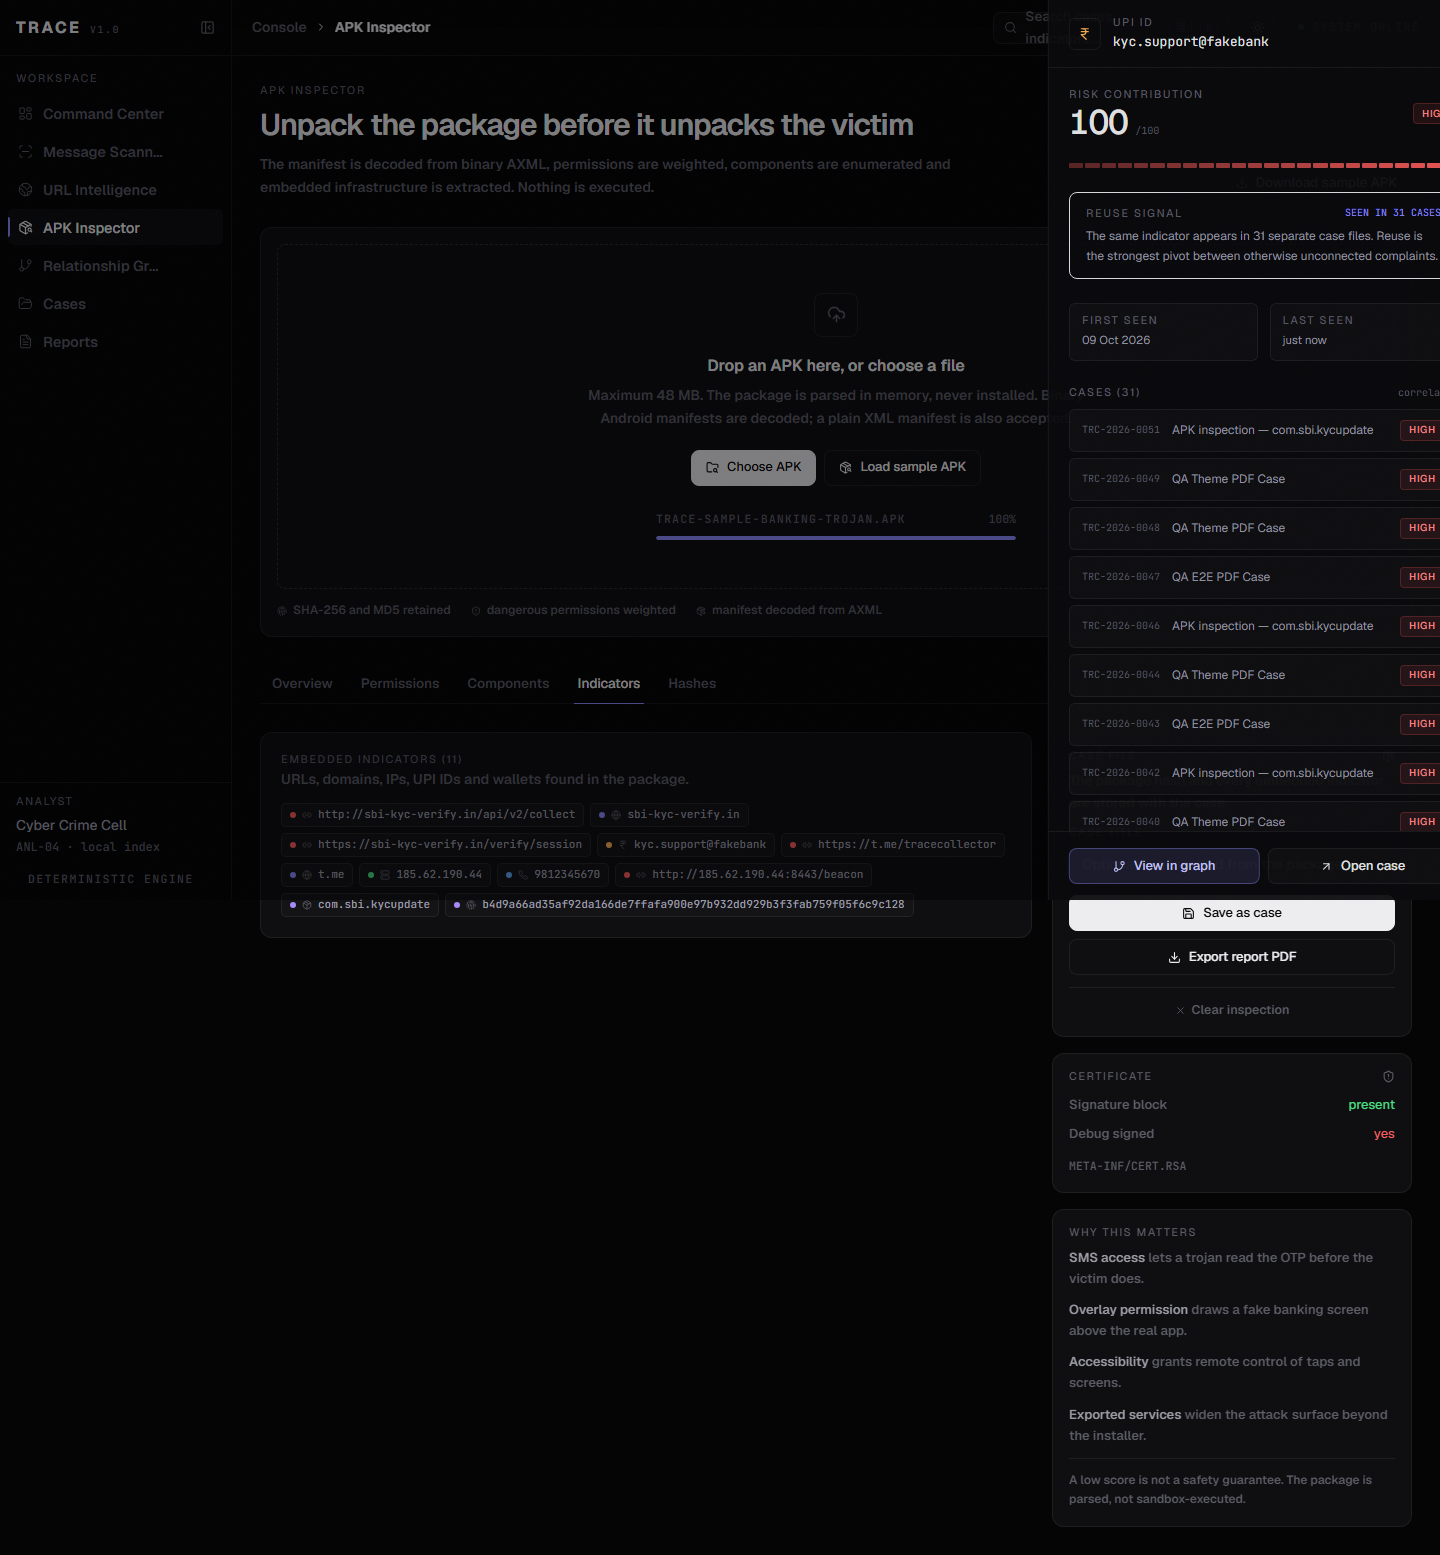 TRACE V1.0
WORKSPACE
Command Center
Message Scann...
URL Intelligence
APK Inspector
Relationship Gr...
Cases
Reports
ANALYST
Cyber Crime Cell
ANL-04 · local index
DETERMINISTIC ENGINE
Console > APK Inspector
APK INSPECTOR
Unpack the package before it unpacks the victim
The manifest is decoded from binary AXML, permissions are weighted, components are enumerated and
embedded infrastructure is extracted. Nothing is executed.
Download sample APK
Drop an APK here, or choose a file
Maximum 48 MB. The package is parsed in memory, never installed.
Android manifests are decoded; a plain XML manifest is also
Choose APK
Load sample APK
TRACE-SAMPLE-BANKING-TROJAN.APK 100%
SHA-256 and MD5 retained
dangerous permissions weighted
manifest decoded from AXML
Overview Permissions Components Indicators Hashes
EMBEDDED INDICATORS (11)
URLs, domains, IPs, UPI IDs and wallets found in the package.
http://sbi-kyc-verify.in/api/v2/collect sbi-kyc-verify.in
https://sbi-kyc-verify.in/verify/session ₹ kyc.support@fakebank https://t.me/tracecollector
t.me 185.62.190.44 9812345670 http://185.62.190.44:8443/beacon
com.sbi.kycupdate b4d9a66ad35af92da166de7ffafa900e97b932dd929b3f3fab759f05f6c9c128
₹
UPI ID
kyc.support@fakebank
RISK CONTRIBUTION
100 /100
HIG
REUSE SIGNAL SEEN IN 31 CASES
The same indicator appears in 31 separate case files. Reuse is
the strongest pivot between otherwise unconnected complaints.
FIRST SEEN
09 Oct 2026
LAST SEEN
just now
CASES (31) correla
TRC-2026-0051 APK inspection — com.sbi.kycupdate HIGH
TRC-2026-0049 QA Theme PDF Case HIGH
TRC-2026-0048 QA Theme PDF Case HIGH
TRC-2026-0047 QA E2E PDF Case HIGH
TRC-2026-0046 APK inspection — com.sbi.kycupdate HIGH
TRC-2026-0044 QA Theme PDF Case HIGH
TRC-2026-0043 QA E2E PDF Case HIGH
TRC-2026-0042 APK inspection — com.sbi.kycupdate HIGH
TRC-2026-0040 QA Theme PDF Case HIGH
View in graph
Open case
Save as case
Export report PDF
Clear inspection
CERTIFICATE
Signature block present
Debug signed yes
META-INF/CERT.RSA
WHY THIS MATTERS
SMS access lets a trojan read the OTP before the
victim does.
Overlay permission draws a fake banking screen
above the real app.
Accessibility grants remote control of taps and
screens.
Exported services widen the attack surface beyond
the installer.
A low score is not a safety guarantee. The package is
parsed, not sandbox-executed.